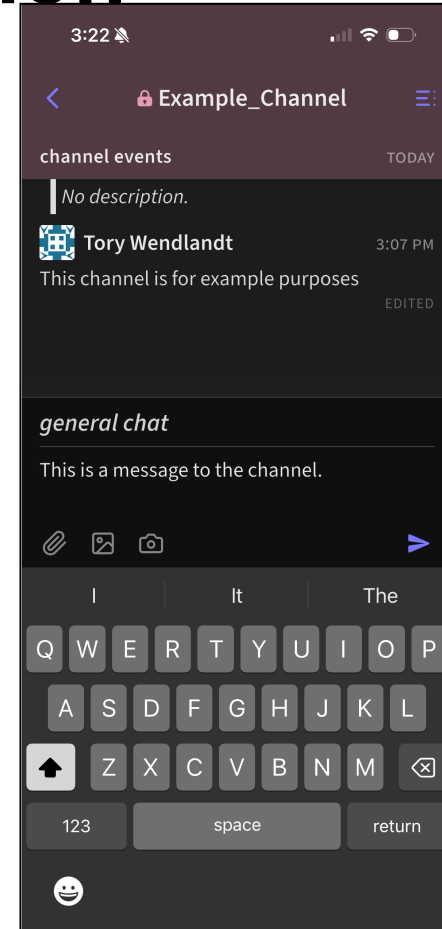 3:22
Example_Channel
channel events TODAY
No description.
Tory Wendlandt 3:07 PM
This channel is for example purposes
EDITED
general chat
This is a message to the channel.
I It The
Q W E R T Y U I O P
A S D F G H J K L
Z X C V B N M
123 space return